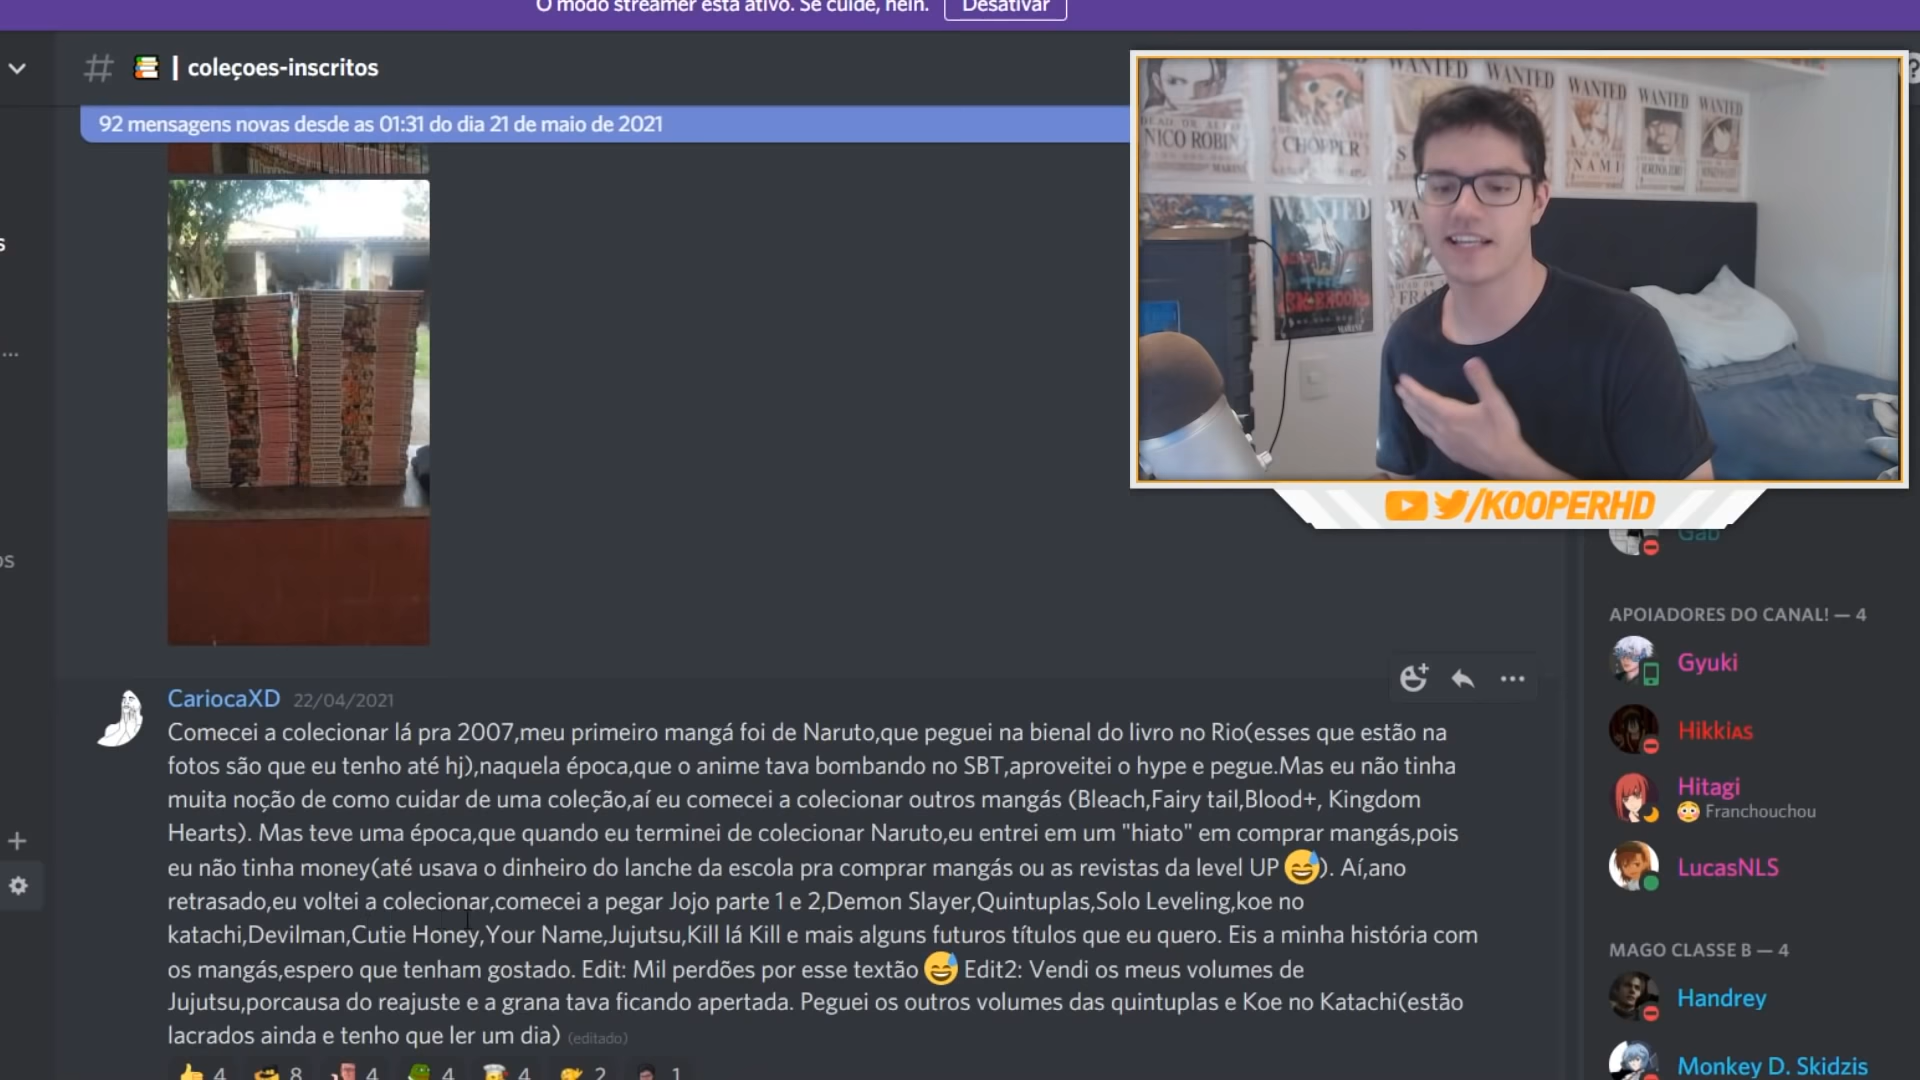 O modo streamer está ativo. Se cuide, hein. Desativar
| coleçoes-inscritos
92 mensagens novas desde as 01:31 do dia 21 de maio de 2021
WANTED
WANTED
WANTED
WANTED
WANTED
NICO ROBIN
CHOPPER
NAMI
WANTED
WA
FRA
/KOOPERHD
Gab
APOIADORES DO CANAL! — 4
Gyuki
Hikkiᴀs
Hitagi
Franchouchou
LucasNLS
MAGO CLASSE B — 4
Handrey
Monkey D. Skidzis
CariocaXD 22/04/2021
Comecei a colecionar lá pra 2007,meu primeiro mangá foi de Naruto,que peguei na bienal do livro no Rio(esses que estão na
fotos são que eu tenho até hj),naquela época,que o anime tava bombando no SBT,aproveitei o hype e pegue.Mas eu não tinha
muita noção de como cuidar de uma coleção,aí eu comecei a colecionar outros mangás (Bleach,Fairy tail,Blood+, Kingdom
Hearts). Mas teve uma época,que quando eu terminei de colecionar Naruto,eu entrei em um "hiato" em comprar mangás,pois
eu não tinha money(até usava o dinheiro do lanche da escola pra comprar mangás ou as revistas da level UP 😅). Aí,ano
retrasado,eu voltei a colecionar,comecei a pegar Jojo parte 1 e 2,Demon Slayer,Quintuplas,Solo Leveling,koe no
katachi,Devilman,Cutie Honey,Your Name,Jujutsu,Kill lá Kill e mais alguns futuros títulos que eu quero. Eis a minha história com
os mangás,espero que tenham gostado. Edit: Mil perdões por esse textão 😅 Edit2: Vendi os meus volumes de
Jujutsu,porcausa do reajuste e a grana tava ficando apertada. Peguei os outros volumes das quintuplas e Koe no Katachi(estão
lacrados ainda e tenho que ler um dia) (editado)
4 8 4 4 4 2 1